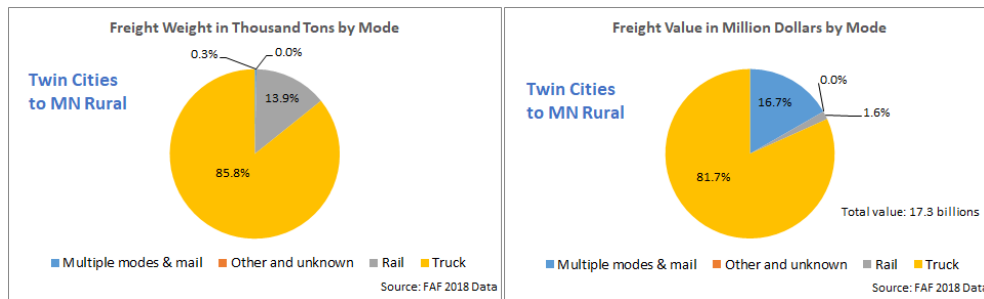 Freight Weight in Thousand Tons by Mode
0.3%
0.0%
Twin Cities
to MN Rural
13.9%
85.8%
Multiple modes & mail
Other and unknown
Rail
Truck
Source: FAF 2018 Data
Freight Value in Million Dollars by Mode
Twin Cities
to MN Rural
0.0%
16.7%
1.6%
81.7%
Total value: 17.3 billions
Multiple modes & mail
Other and unknown
Rail
Truck
Source: FAF 2018 Data